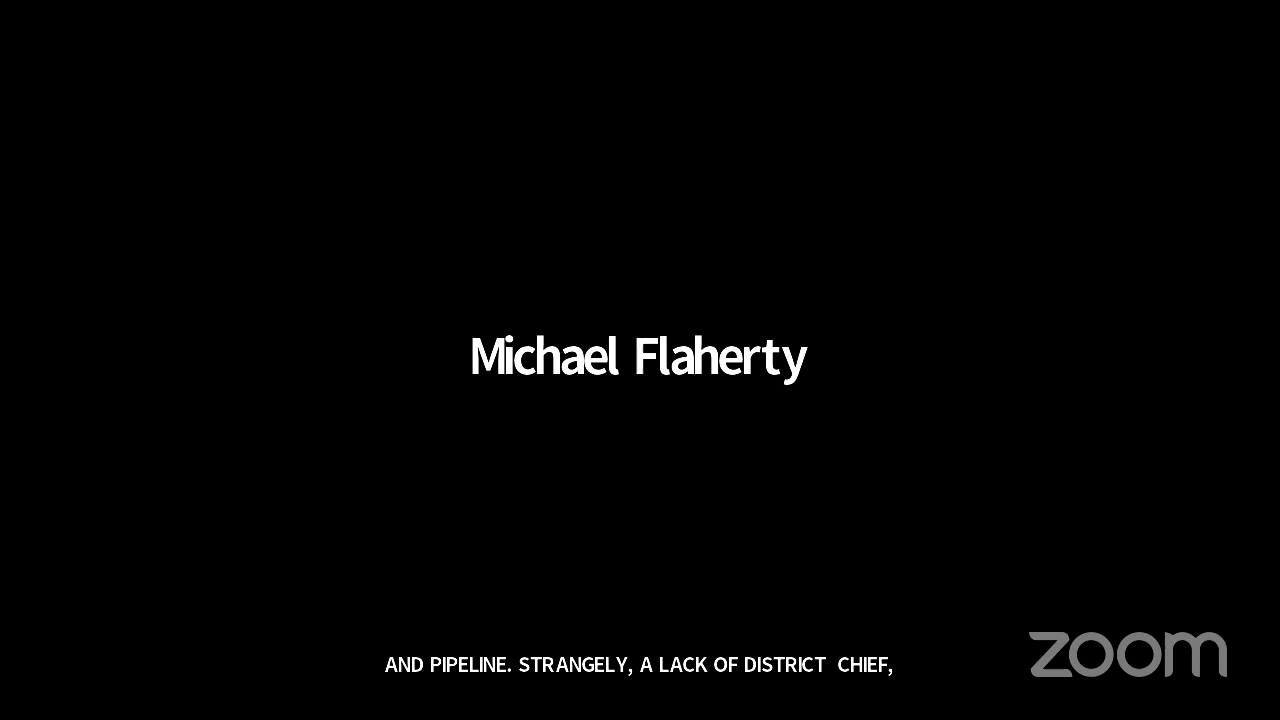 Michael Flaherty
AND PIPELINE. STRANGELY, A LACK OF DISTRICT CHIEF,
zoom